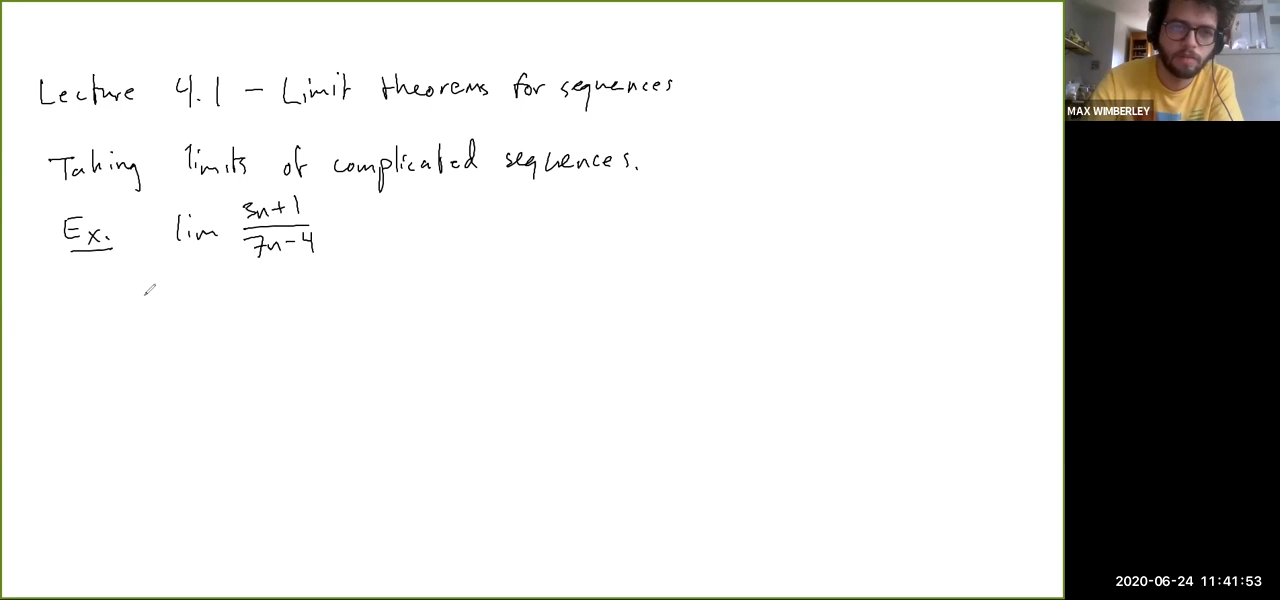 Lecture 4.1 – Limit theorems for sequences
Taking limits of complicated sequences.
Ex. lim (3n+1)/(7n-4)
MAX WIMBERLEY
2020-06-24 11:41:53